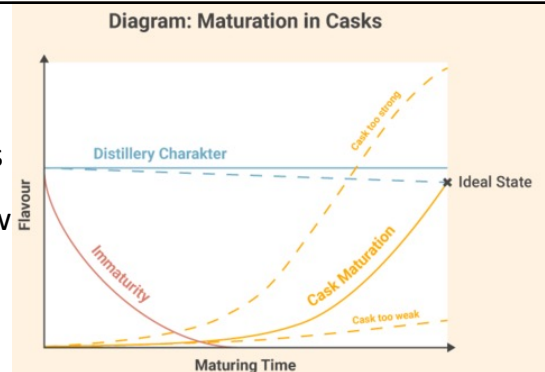 Diagram: Maturation in Casks
s
w
Flavour
Distillery Charakter
Cask too strong
Ideal State
Immaturity
Cask Maturation
Cask too weak
Maturing Time